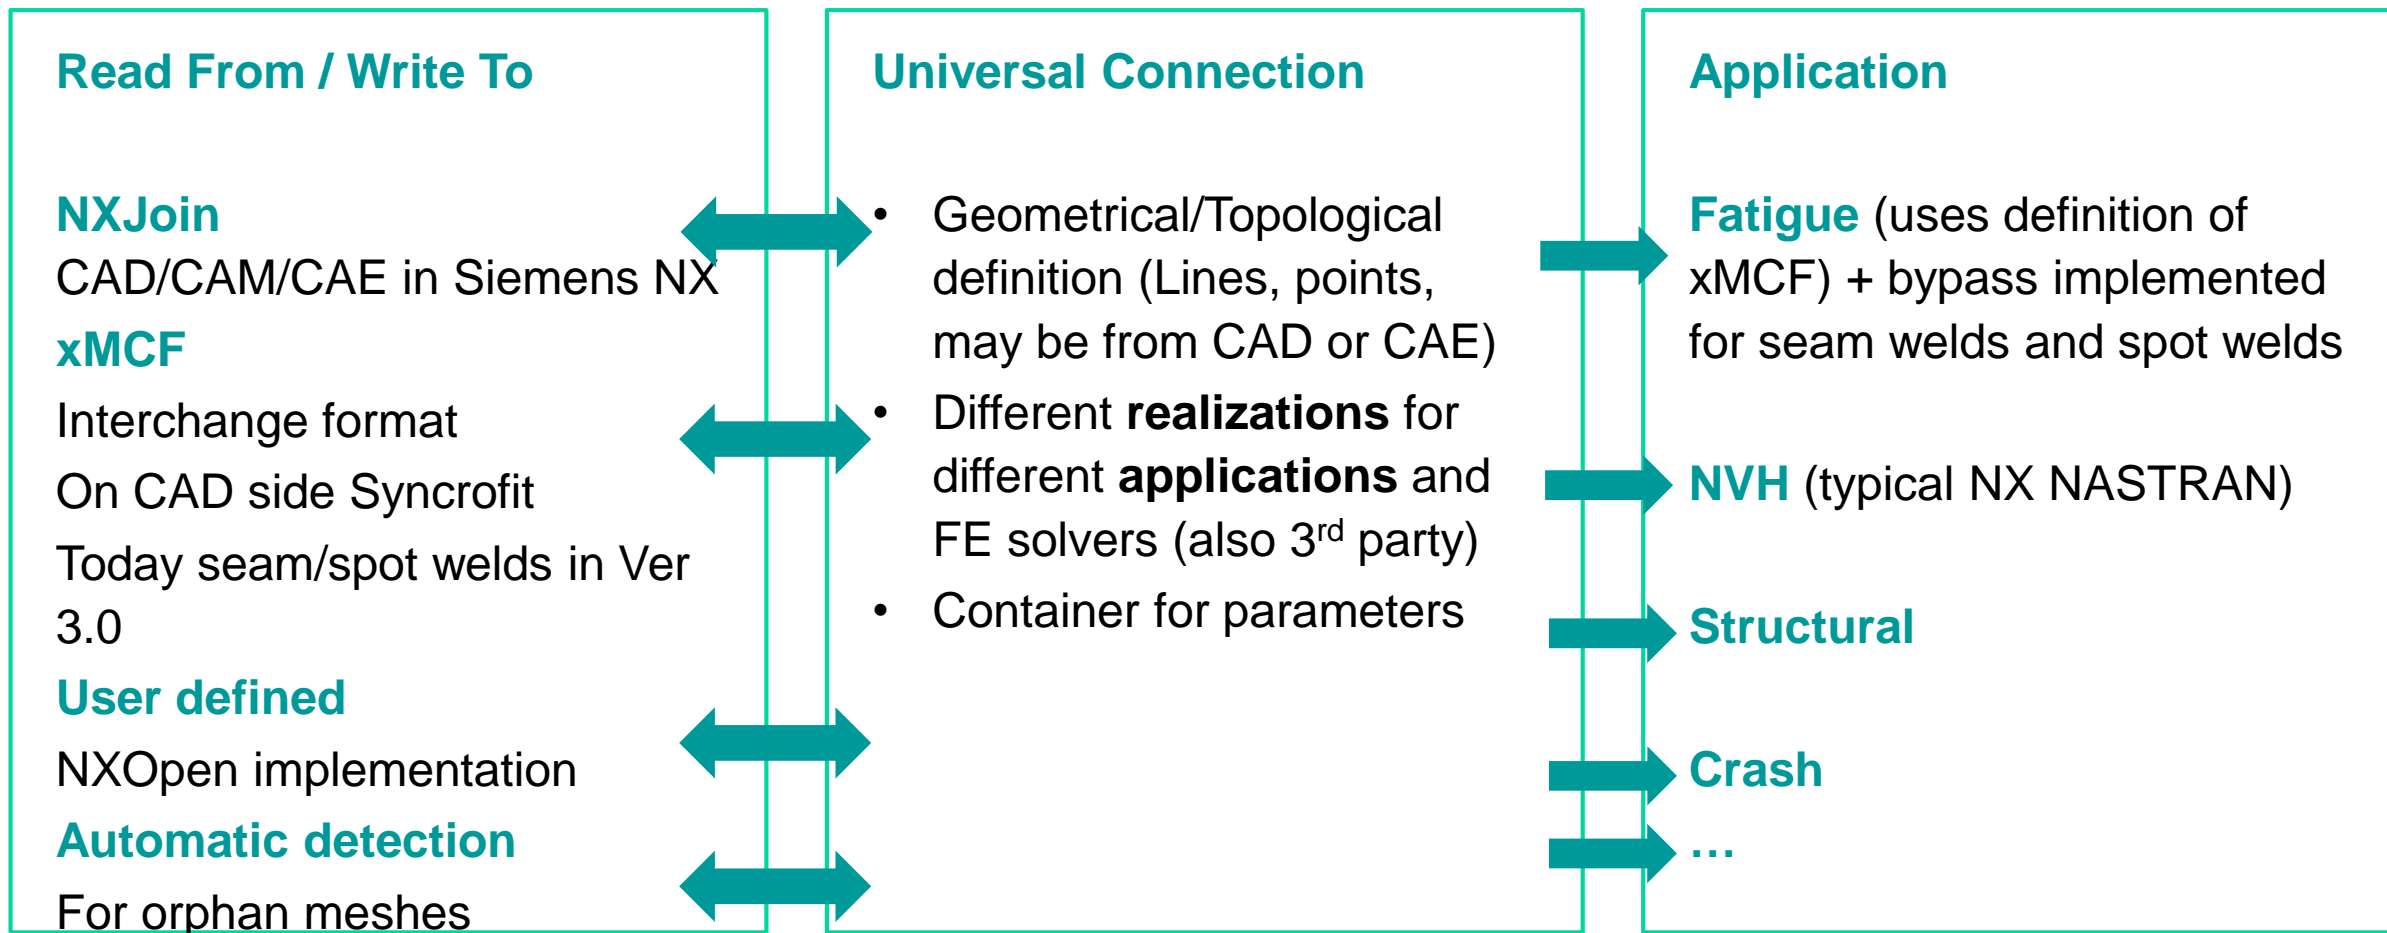 Read From / Write To
NXJoin
CAD/CAM/CAE in Siemens NX
xMCF
Interchange format
On CAD side Syncrofit
Today seam/spot welds in Ver
3.0
User defined
NXOpen implementation
Automatic detection
For orphan meshes
Universal Connection
• Geometrical/Topological
definition (Lines, points,
may be from CAD or CAE)
• Different realizations for
different applications and
FE solvers (also 3rd party)
• Container for parameters
Application
Fatigue (uses definition of
xMCF) + bypass implemented
for seam welds and spot welds
NVH (typical NX NASTRAN)
Structural
Crash
…